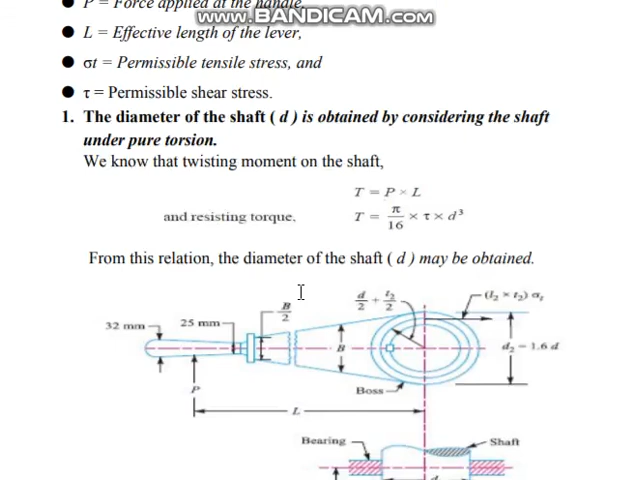 P = Force applied at the handle,
www.BANDICAM.com
L = Effective length of the lever,
σt = Permissible tensile stress, and
τ = Permissible shear stress.
1. The diameter of the shaft ( d ) is obtained by considering the shaft
under pure torsion.
We know that twisting moment on the shaft,
T = P × L
and resisting torque, T = π/16 × τ × d³
From this relation, the diameter of the shaft ( d ) may be obtained.
B/2
d/2 + t₂/2
(l₂ × t₂) σₜ
32 mm
25 mm
B
d₂ = 1.6 d
P
Boss
L
Bearing
Shaft
d